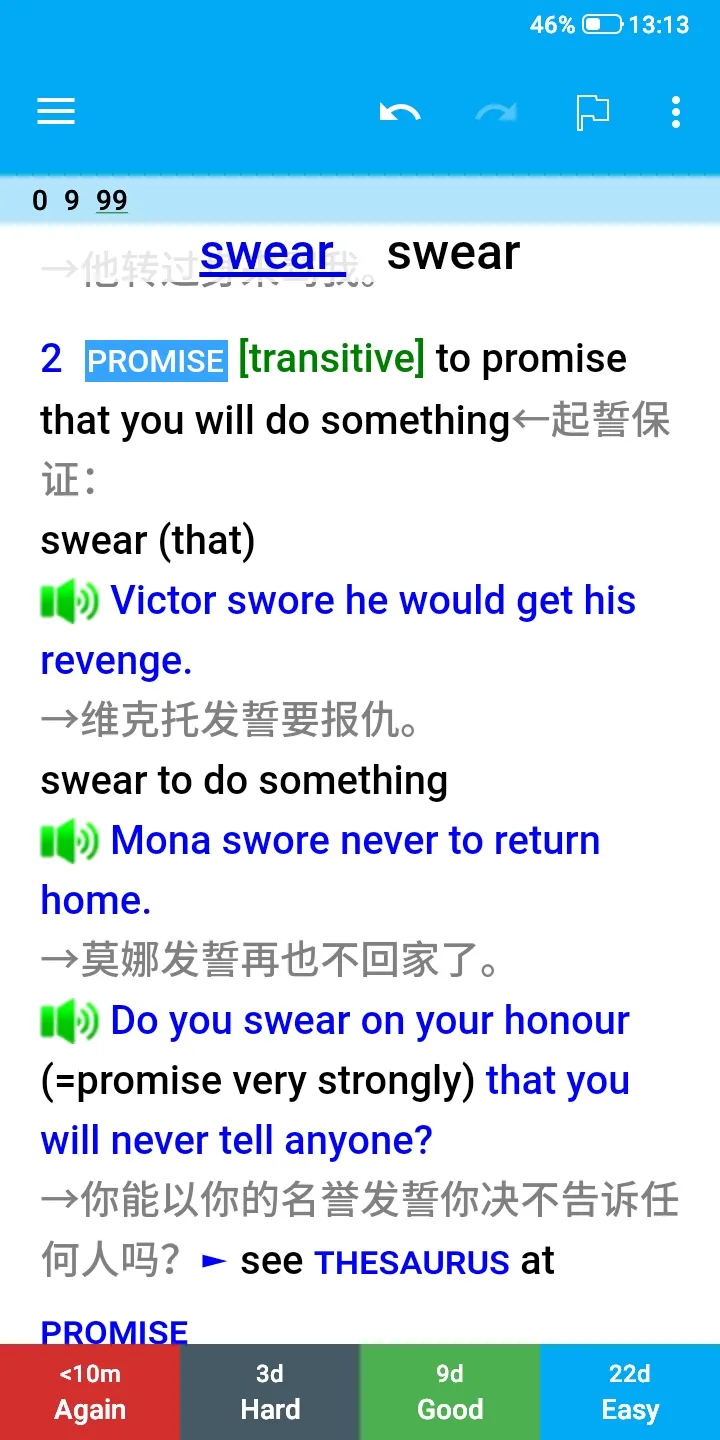 46% 13:13
0 9 99
swear swear
→他转过身来骂我。
2 PROMISE [transitive] to promise
that you will do something←起誓保
证：
swear (that)
Victor swore he would get his
revenge.
→维克托发誓要报仇。
swear to do something
Mona swore never to return
home.
→莫娜发誓再也不回家了。
Do you swear on your honour
(=promise very strongly) that you
will never tell anyone?
→你能以你的名誉发誓你决不告诉任
何人吗？ ► see THESAURUS at
PROMISE
<10m 3d 9d 22d
Again Hard Good Easy